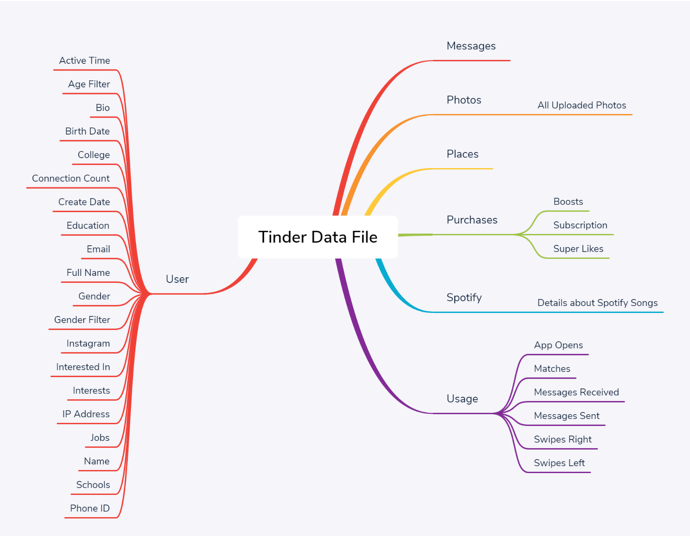 Tinder Data File
User
Active Time
Age Filter
Bio
Birth Date
College
Connection Count
Create Date
Education
Email
Full Name
Gender
Gender Filter
Instagram
Interested In
Interests
IP Address
Jobs
Name
Schools
Phone ID
Messages
Photos
All Uploaded Photos
Places
Purchases
Boosts
Subscription
Super Likes
Spotify
Details about Spotify Songs
Usage
App Opens
Matches
Messages Received
Messages Sent
Swipes Right
Swipes Left